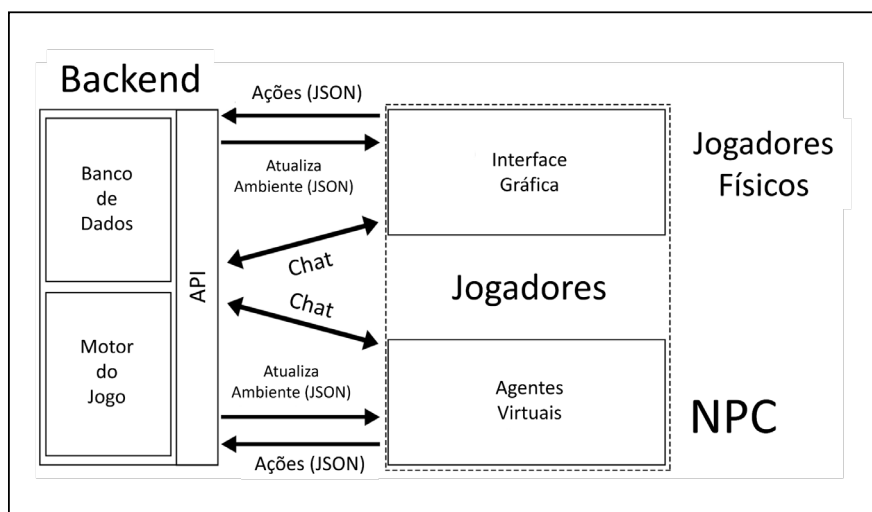 Backend
Banco
de
Dados
Motor
do
Jogo
API
Ações (JSON)
Atualiza
Ambiente (JSON)
Chat
Chat
Atualiza
Ambiente (JSON)
Ações (JSON)
Interface
Gráfica
Jogadores
Agentes
Virtuais
Jogadores
Físicos
NPC